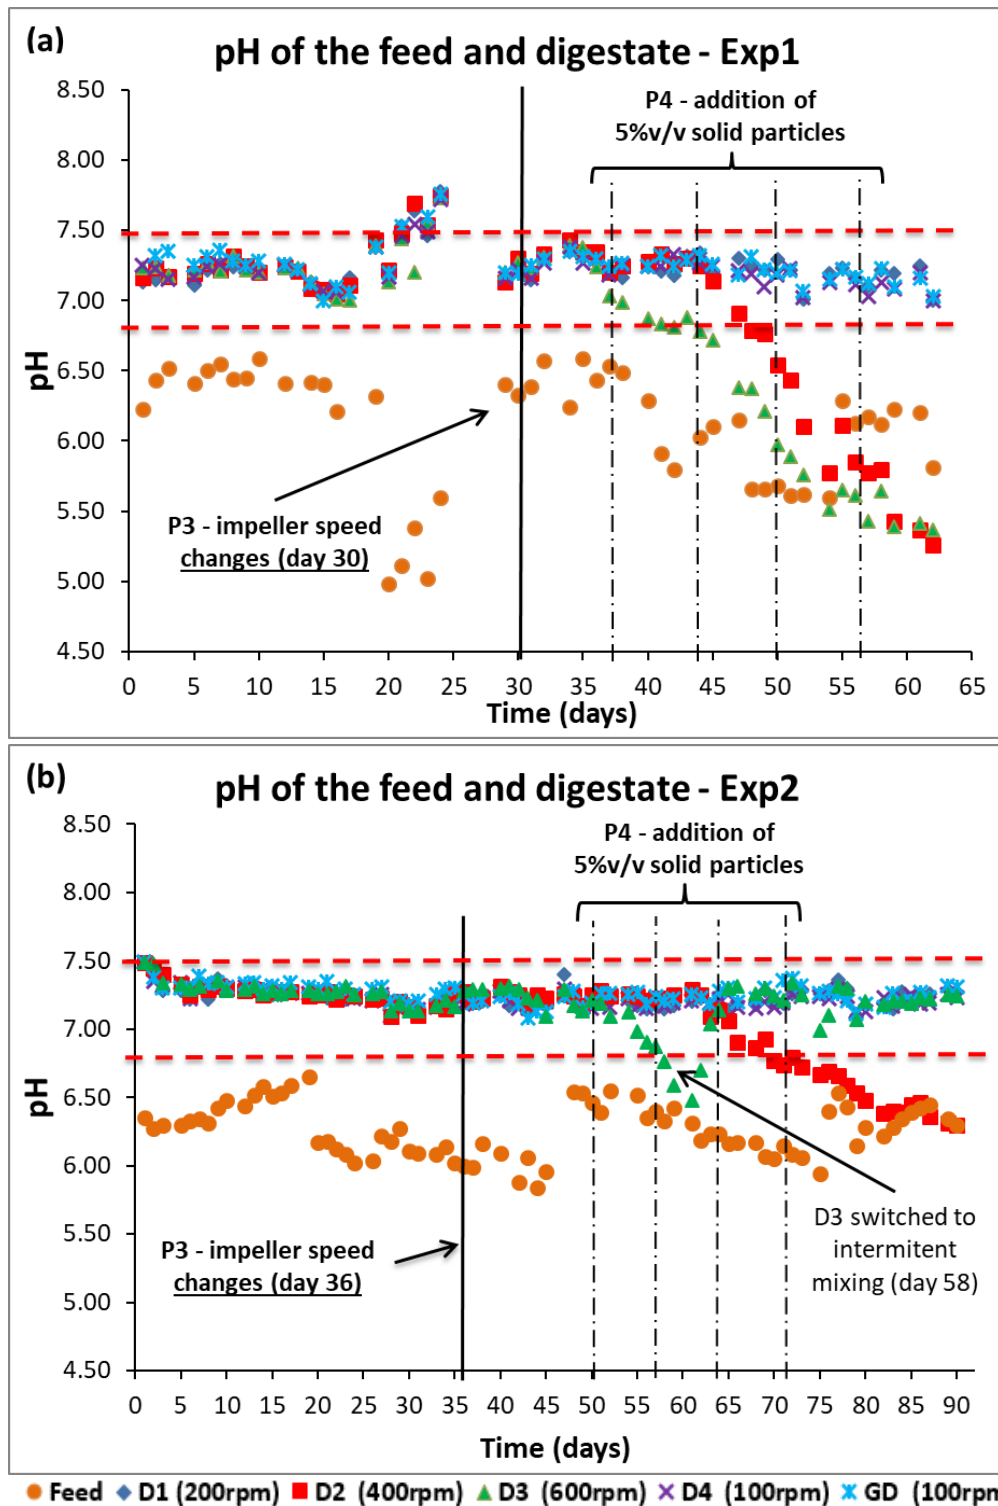 (a)
pH of the feed and digestate - Exp1
8.50
8.00
7.50
7.00
6.50
6.00
5.50
5.00
4.50
pH
P4 - addition of
5%v/v solid particles
P3 - impeller speed
changes (day 30)
0 5 10 15 20 25 30 35 40 45 50 55 60 65
Time (days)
(b)
pH of the feed and digestate - Exp2
8.50
8.00
7.50
7.00
6.50
6.00
5.50
5.00
4.50
pH
P4 - addition of
5%v/v solid particles
P3 - impeller speed
changes (day 36)
D3 switched to
intermitent
mixing (day 58)
0 5 10 15 20 25 30 35 40 45 50 55 60 65 70 75 80 85 90
Time (days)
Feed D1 (200rpm) D2 (400rpm) D3 (600rpm) D4 (100rpm) GD (100rpm